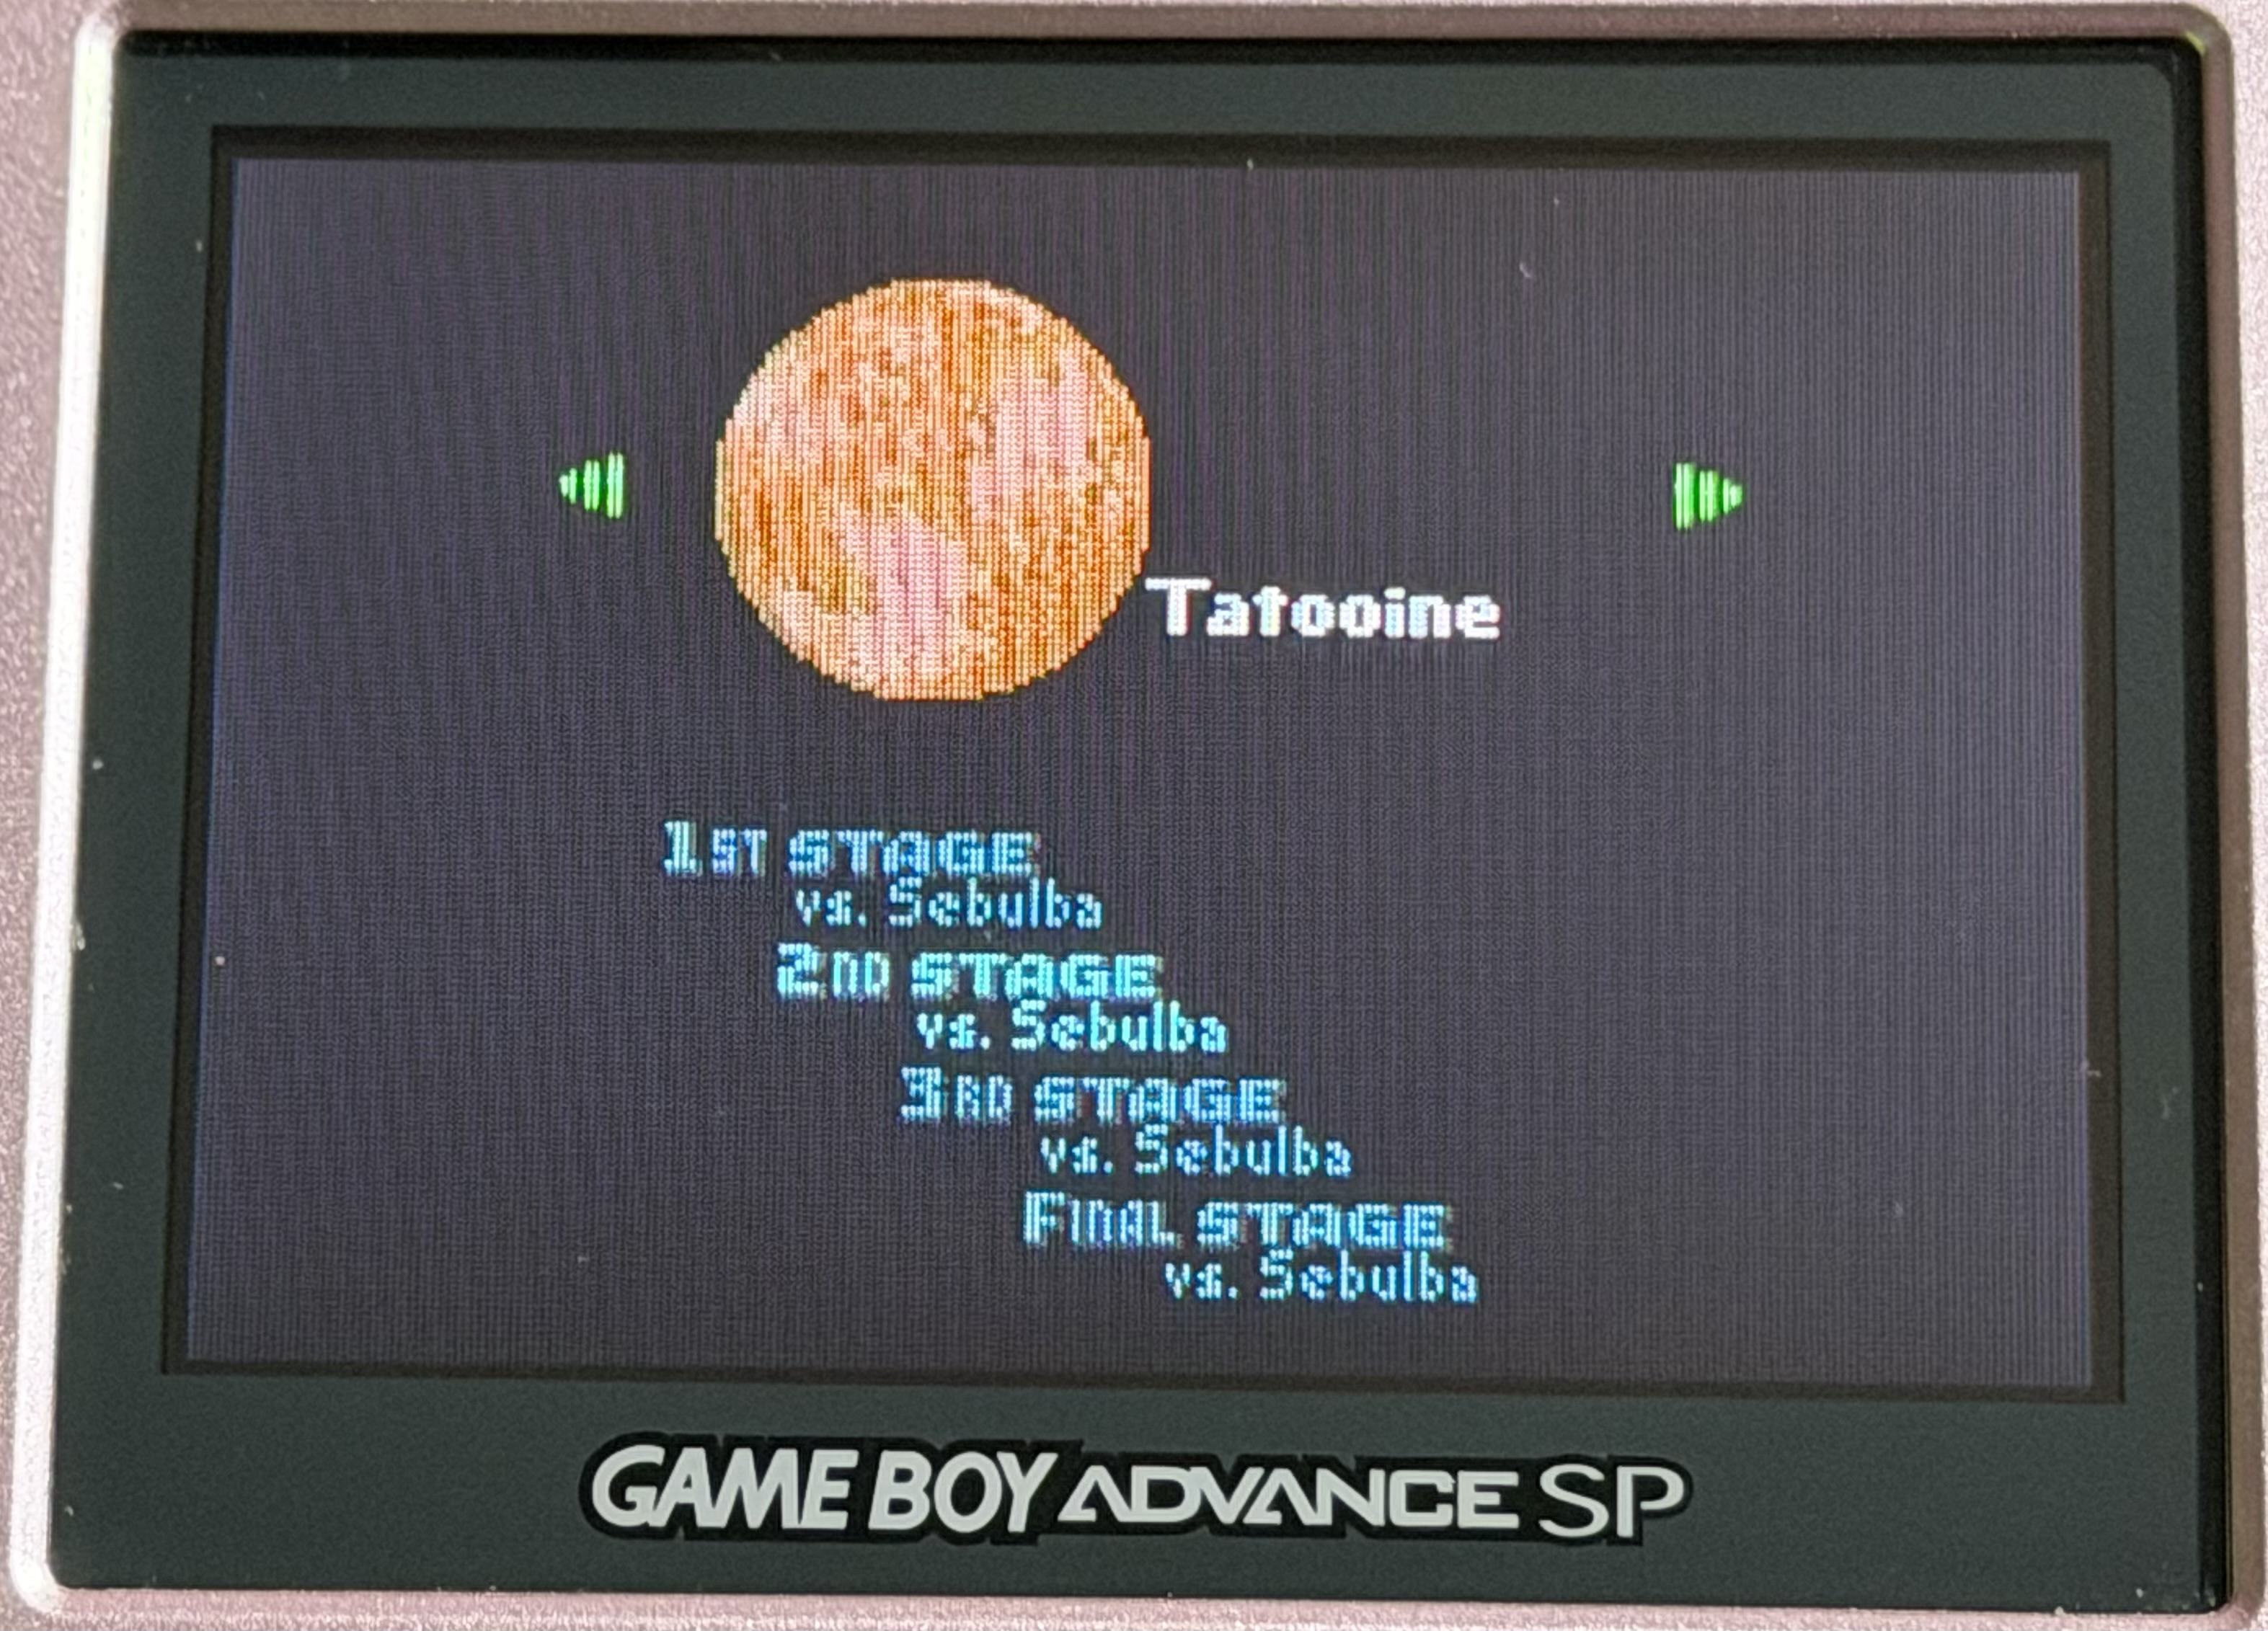 Tatooine
1ST STAGE
vs. Sebulba
2ND STAGE
vs. Sebulba
3RD STAGE
vs. Sebulba
FINAL STAGE
vs. Sebulba
GAME BOY ADVANCE SP